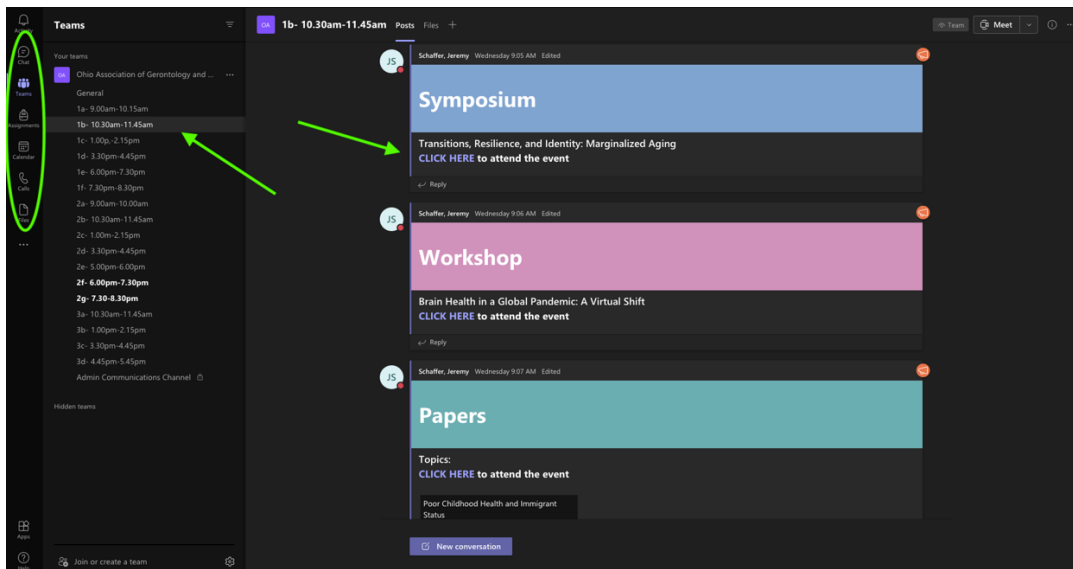 Activity
Chat
Teams
Assignments
Calendar
Calls
Files
...
Apps
Help
Teams
Your teams
OA Ohio Association of Gerontology and ... ...
General
1a- 9.00am-10.15am
1b- 10.30am-11.45am
1c- 1.00p,-2.15pm
1d- 3.30pm-4.45pm
1e- 6.00pm-7.30pm
1f- 7.30pm-8.30pm
2a- 9.00am-10.00am
2b- 10.30am-11.45am
2c- 1.00m-2.15pm
2d- 3.30pm-4.45pm
2e- 5.00pm-6.00pm
2f- 6.00pm-7.30pm
2g- 7.30-8.30pm
3a- 10.30am-11.45am
3b- 1.00pm-2.15pm
3c- 3.30pm-4.45pm
3d- 4.45pm-5.45pm
Admin Communications Channel
Hidden teams
Join or create a team
OA 1b- 10.30am-11.45am Posts Files +
Team Meet
JS Schaffer, Jeremy Wednesday 9:05 AM Edited
Symposium
Transitions, Resilience, and Identity: Marginalized Aging
CLICK HERE to attend the event
Reply
JS Schaffer, Jeremy Wednesday 9:06 AM Edited
Workshop
Brain Health in a Global Pandemic: A Virtual Shift
CLICK HERE to attend the event
Reply
JS Schaffer, Jeremy Wednesday 9:07 AM Edited
Papers
Topics:
CLICK HERE to attend the event
Poor Childhood Health and Immigrant
Status
New conversation